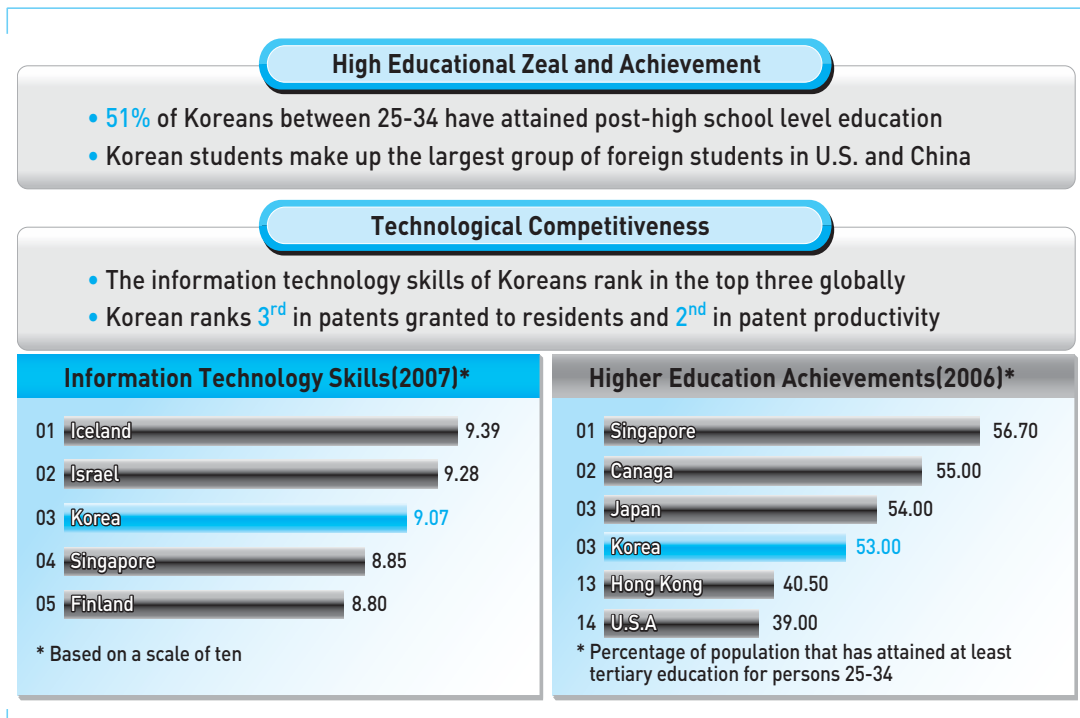 High Educational Zeal and Achievement
• 51% of Koreans between 25-34 have attained post-high school level education
• Korean students make up the largest group of foreign students in U.S. and China
Technological Competitiveness
• The information technology skills of Koreans rank in the top three globally
• Korean ranks 3rd in patents granted to residents and 2nd in patent productivity
Information Technology Skills(2007)*
01 Iceland 9.39
02 Israel 9.28
03 Korea 9.07
04 Singapore 8.85
05 Finland 8.80
* Based on a scale of ten
Higher Education Achievements(2006)*
01 Singapore 56.70
02 Canaga 55.00
03 Japan 54.00
03 Korea 53.00
13 Hong Kong 40.50
14 U.S.A 39.00
* Percentage of population that has attained at least
tertiary education for persons 25-34